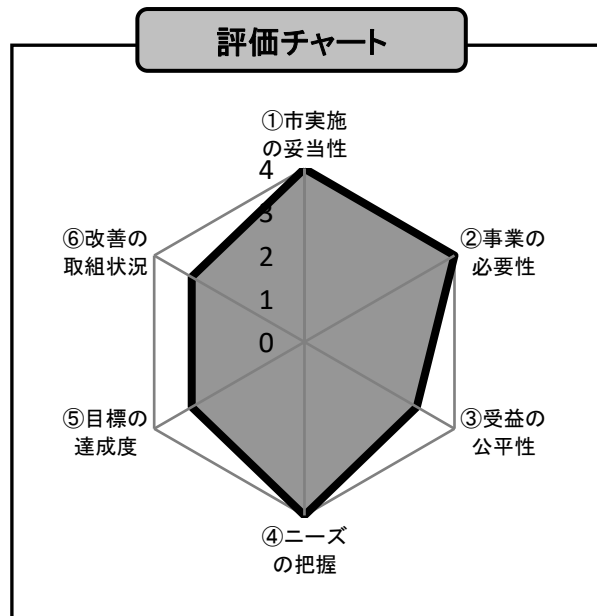 評価チャート
①市実施
の妥当性
4
3
2
1
0
②事業の
必要性
③受益の
公平性
④ニーズ
の把握
⑤目標の
達成度
⑥改善の
取組状況